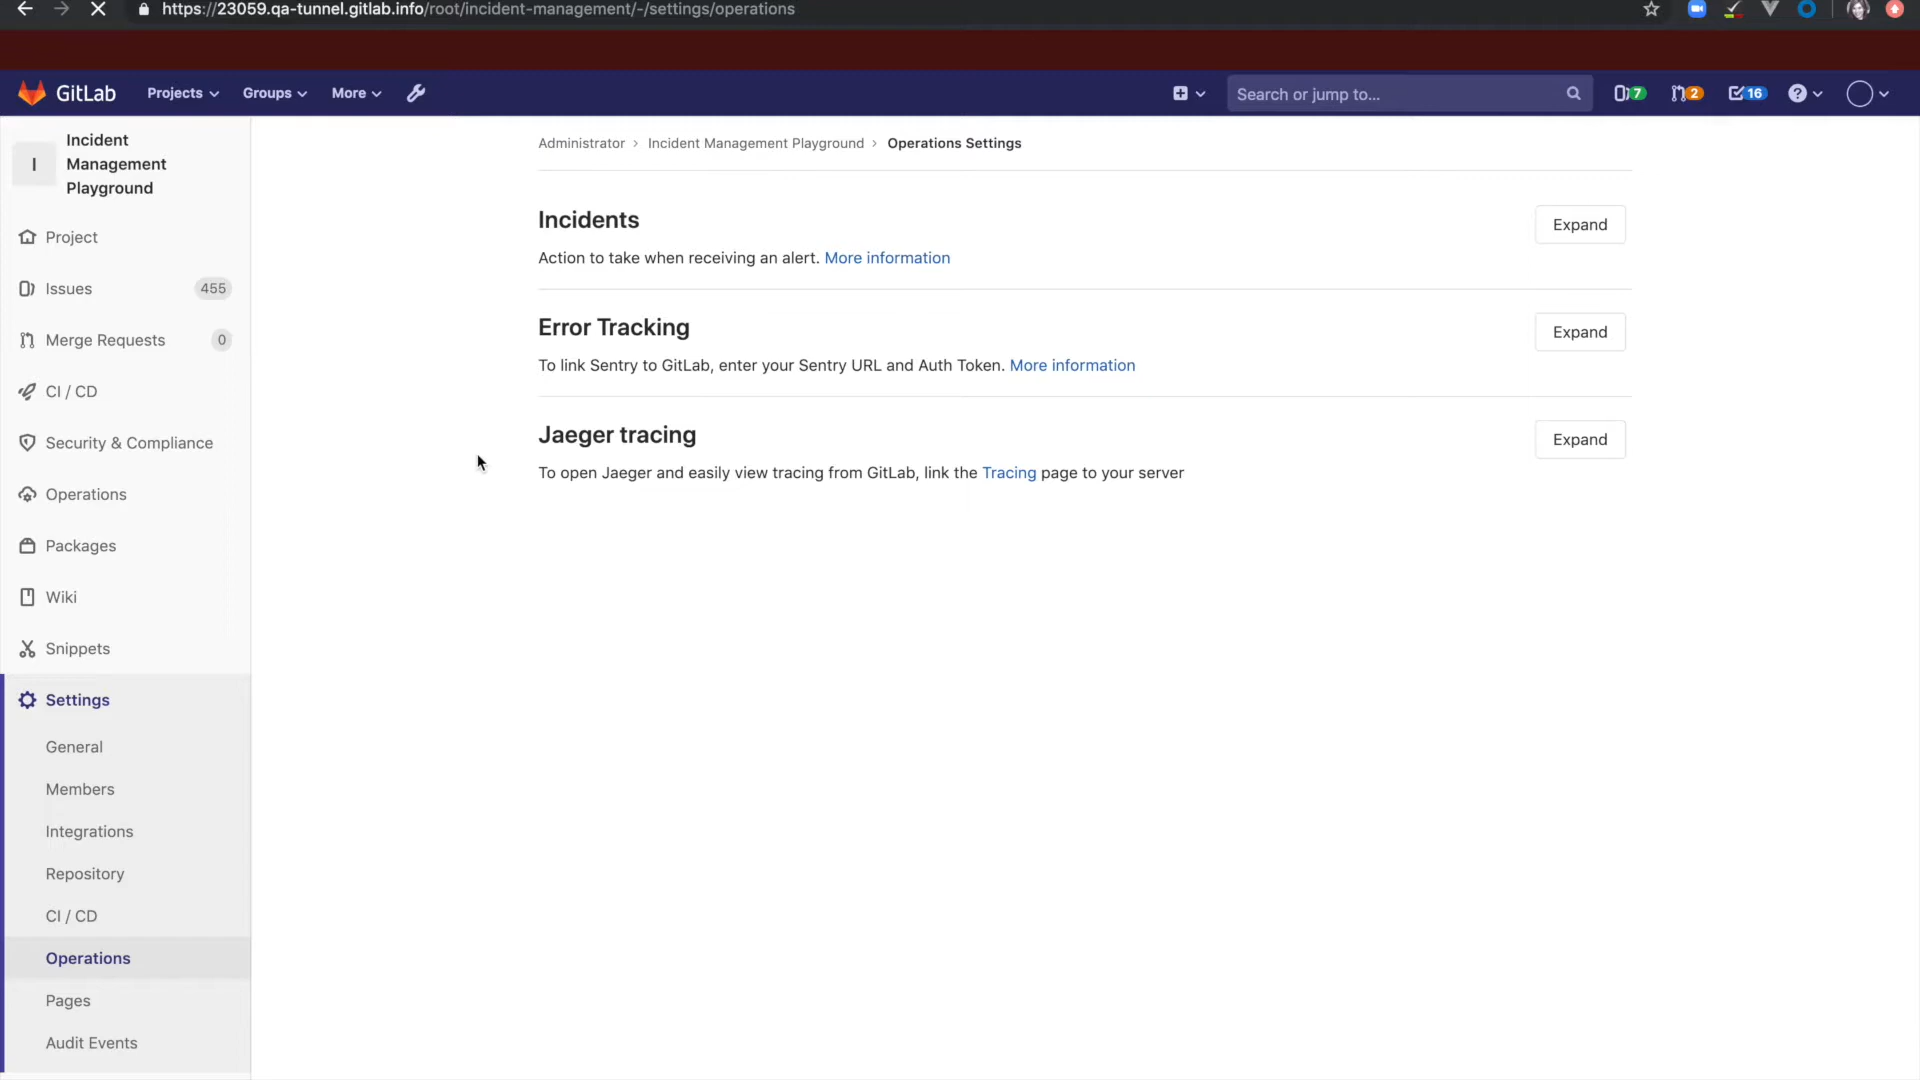 https://23059.qa-tunnel.gitlab.info/root/incident-management/-/settings/operations
GitLab
Projects
Groups
More
Search or jump to...
7
2
16
Incident
Management
Playground
I
Project
Issues 455
Merge Requests 0
CI / CD
Security & Compliance
Operations
Packages
Wiki
Snippets
Settings
General
Members
Integrations
Repository
CI / CD
Operations
Pages
Audit Events
Administrator › Incident Management Playground › Operations Settings
Incidents
Expand
Action to take when receiving an alert. More information
Error Tracking
Expand
To link Sentry to GitLab, enter your Sentry URL and Auth Token. More information
Jaeger tracing
Expand
To open Jaeger and easily view tracing from GitLab, link the Tracing page to your server